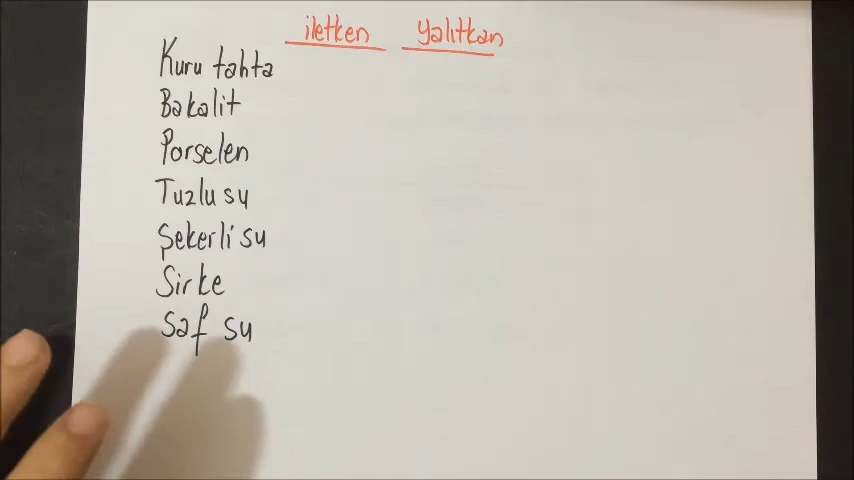 iletken yalıtkan
Kuru tahta
Bakalit
Porselen
Tuzlu su
Şekerli su
Sirke
Saf su